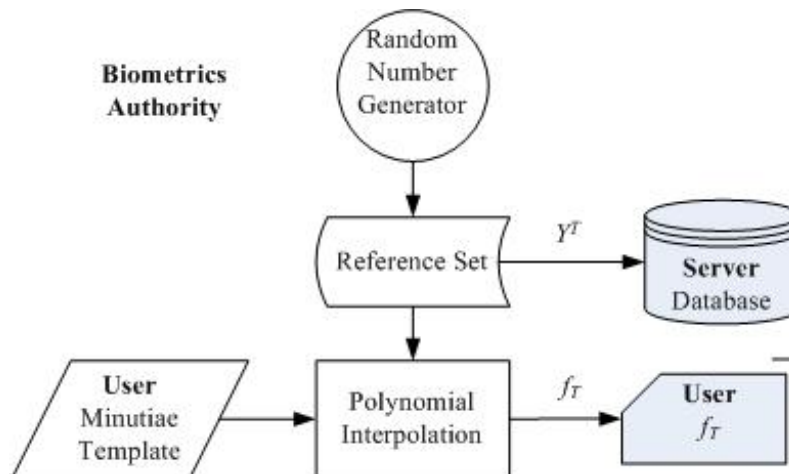 Biometrics
Authority
Random
Number
Generator
Reference Set
Y^T
Server
Database
User
Minutiae
Template
Polynomial
Interpolation
f_T
User
f_T